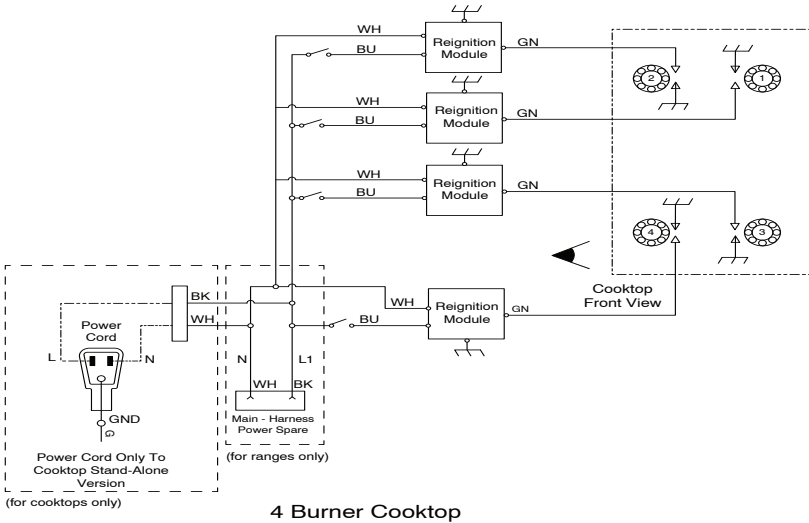 WH
BU
Reignition
Module
GN
2
1
WH
BU
Reignition
Module
GN
WH
BU
Reignition
Module
GN
4
3
Cooktop
Front View
BK
WH
Power
Cord
L
N
GND
G
Power Cord Only To
Cooktop Stand-Alone
Version
(for cooktops only)
N
L1
WH
BK
Main - Harness
Power Spare
(for ranges only)
WH
BU
Reignition
Module
GN
4 Burner Cooktop